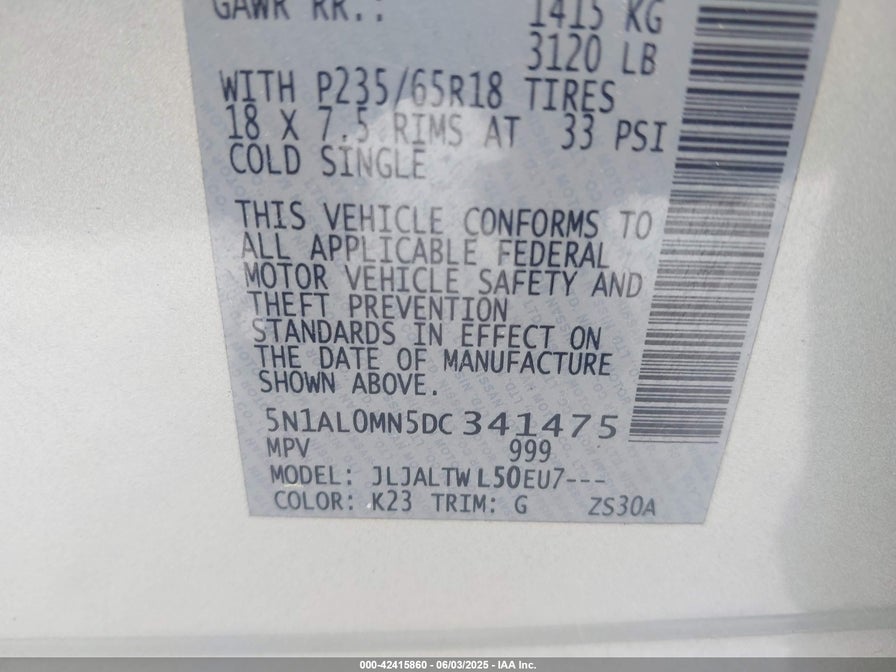 GAWR RR.: 1415 KG
3120 LB
WITH P235/65R18 TIRES
18 X 7.5 RIMS AT 33 PSI
COLD SINGLE
THIS VEHICLE CONFORMS TO
ALL APPLICABLE FEDERAL
MOTOR VEHICLE SAFETY AND
THEFT PREVENTION
STANDARDS IN EFFECT ON
THE DATE OF MANUFACTURE
SHOWN ABOVE.
5N1AL0MN5DC341475
MPV 999
MODEL: JLJALTWL50EU7---
COLOR: K23 TRIM: G ZS30A
000-42415860 - 06/03/2025 - IAA Inc.